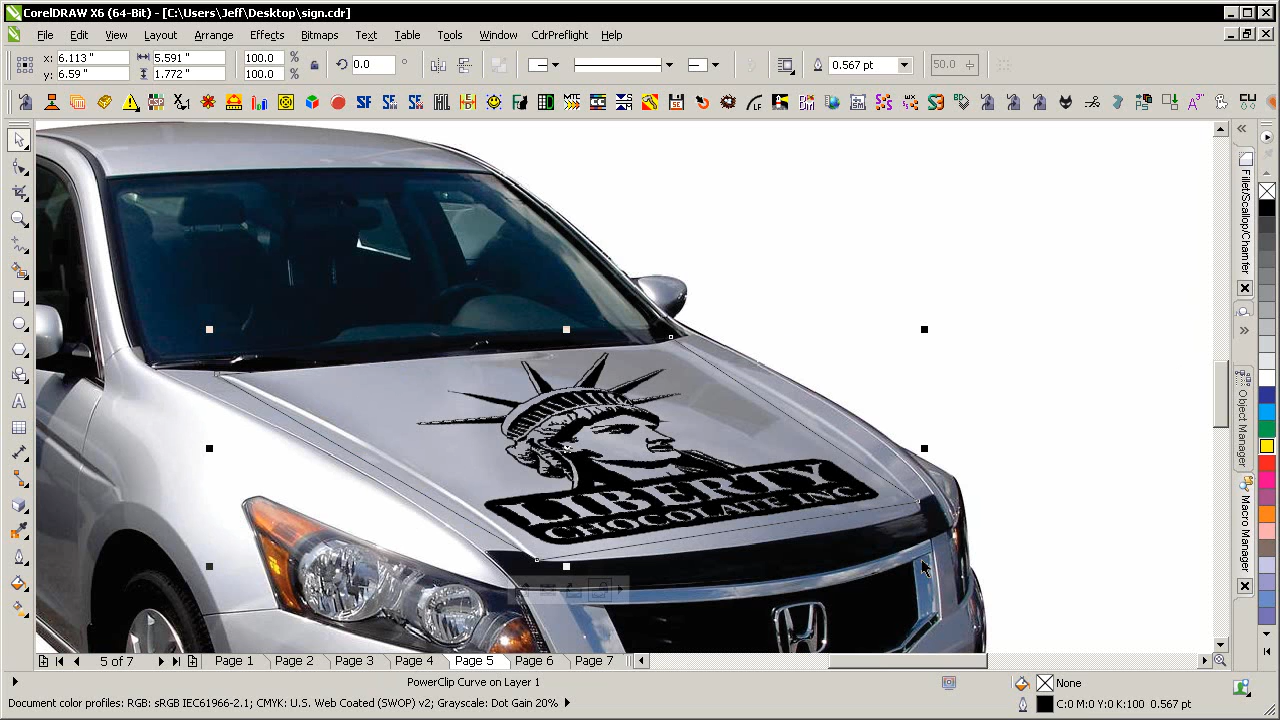 CorelDRAW X6 (64-Bit) - [C:\Users\Jeff\Desktop\sign.cdr]
File Edit View Layout Arrange Effects Bitmaps Text Table Tools Window CdrPreflight Help
x: 6.113 " 5.591 " 100.0 % 0.0 ° 0.567 pt 50.0
y: 6.59 " 1.772 " 100.0 %
Fillet/Scallop/Chamfer
Object Manager
Macro Manager
LIBERTY
CHOCOLATE INC.
5 of 7 Page 1 Page 2 Page 3 Page 4 Page 5 Page 6 Page 7
PowerClip Curve on Layer 1 None
Document color profiles: RGB: sRGB IEC61966-2.1; CMYK: U.S. Web Coated (SWOP) v2; Grayscale: Dot Gain 20% C:0 M:0 Y:0 K:100 0.567 pt